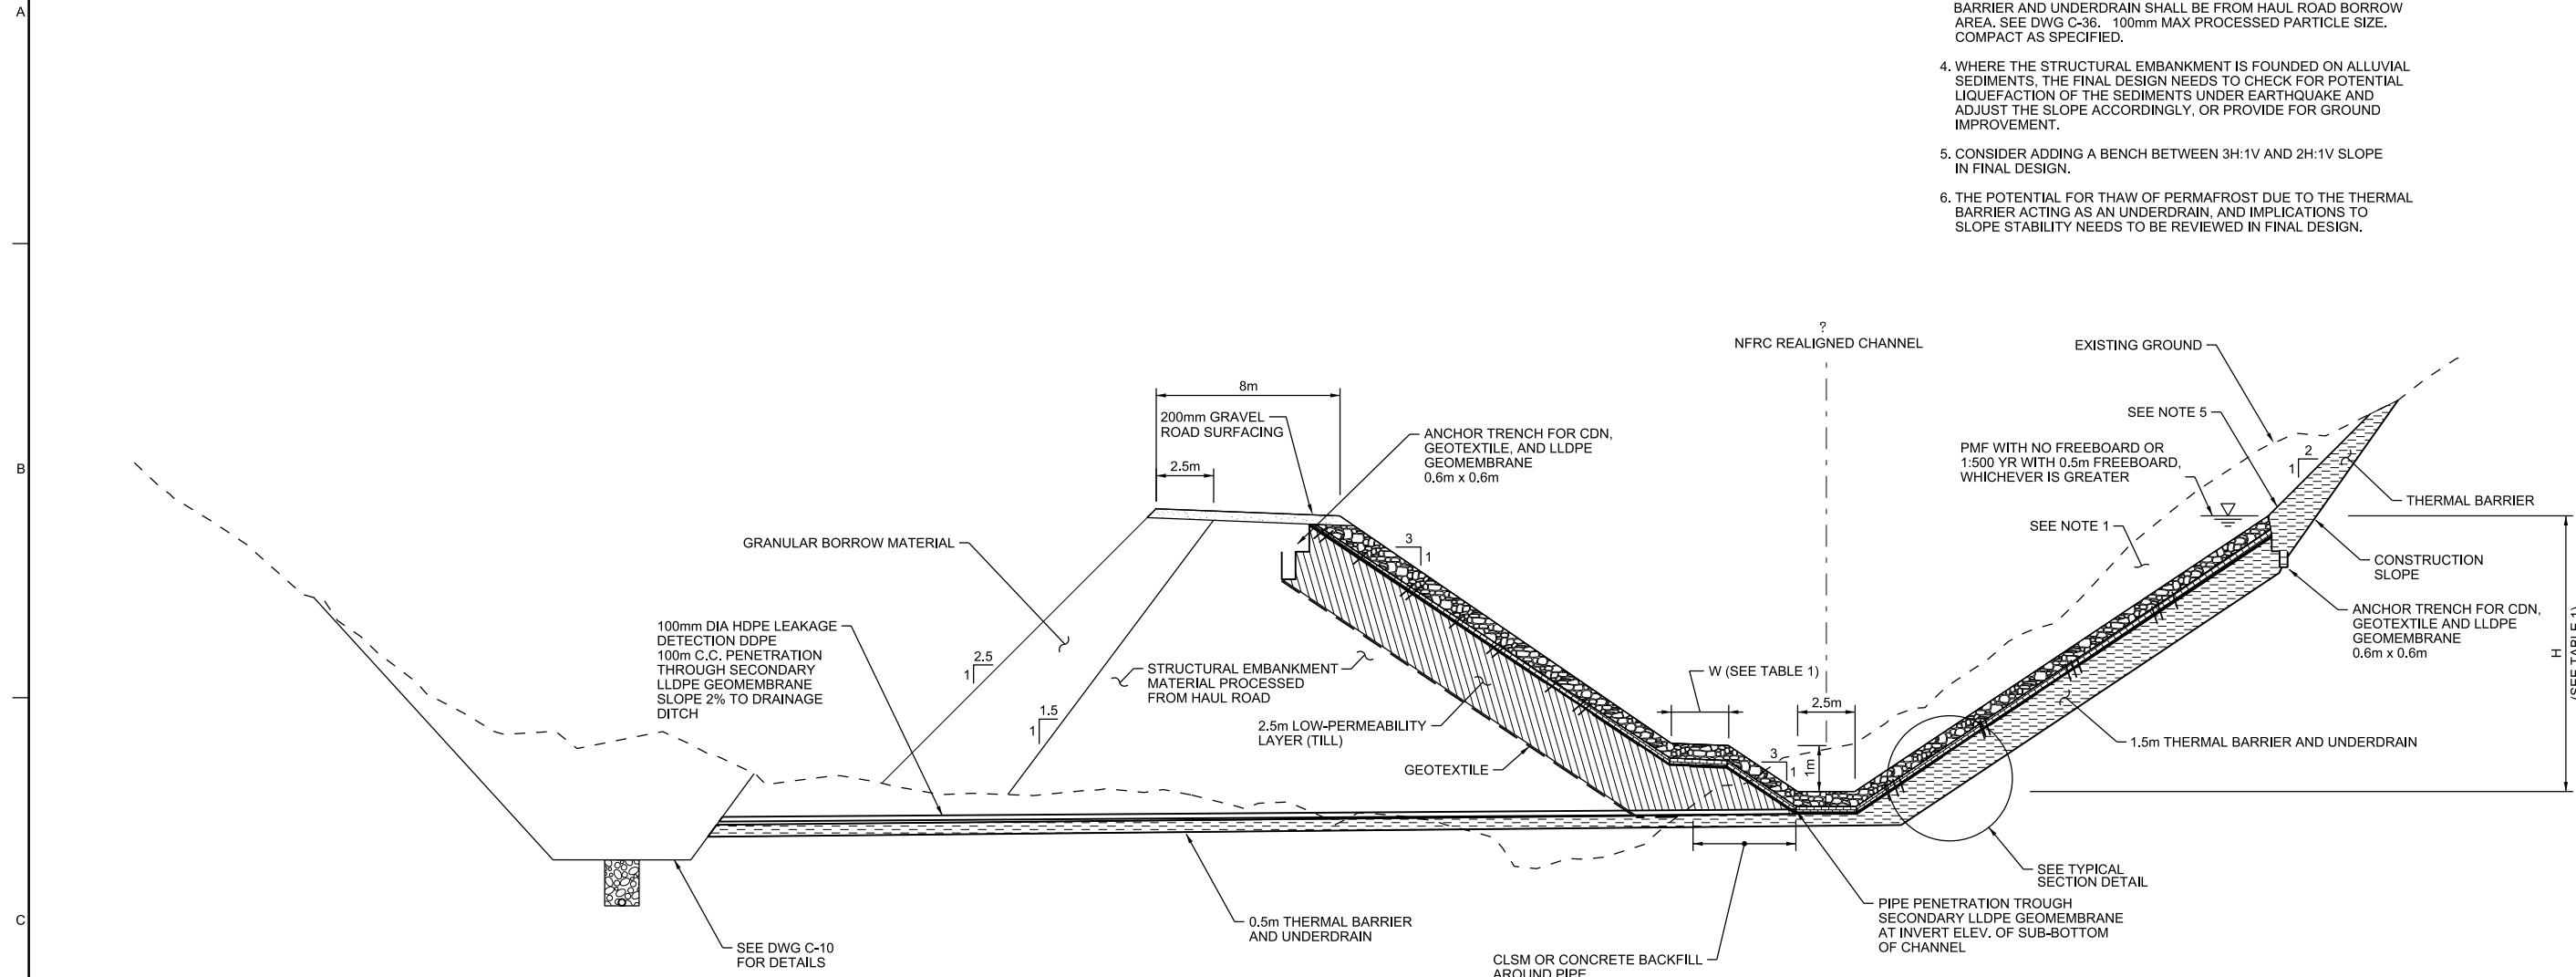 A
BARRIER AND UNDERDRAIN SHALL BE FROM HAUL ROAD BORROW
AREA. SEE DWG C-36. 100mm MAX PROCESSED PARTICLE SIZE.
COMPACT AS SPECIFIED.
4. WHERE THE STRUCTURAL EMBANKMENT IS FOUNDED ON ALLUVIAL
SEDIMENTS, THE FINAL DESIGN NEEDS TO CHECK FOR POTENTIAL
LIQUEFACTION OF THE SEDIMENTS UNDER EARTHQUAKE AND
ADJUST THE SLOPE ACCORDINGLY, OR PROVIDE FOR GROUND
IMPROVEMENT.
5. CONSIDER ADDING A BENCH BETWEEN 3H:1V AND 2H:1V SLOPE
IN FINAL DESIGN.
6. THE POTENTIAL FOR THAW OF PERMAFROST DUE TO THE THERMAL
BARRIER ACTING AS AN UNDERDRAIN, AND IMPLICATIONS TO
SLOPE STABILITY NEEDS TO BE REVIEWED IN FINAL DESIGN.
?
NFRC REALIGNED CHANNEL
EXISTING GROUND
8m
200mm GRAVEL
ROAD SURFACING
2.5m
ANCHOR TRENCH FOR CDN,
GEOTEXTILE, AND LLDPE
GEOMEMBRANE
0.6m x 0.6m
SEE NOTE 5
PMF WITH NO FREEBOARD OR
1:500 YR WITH 0.5m FREEBOARD,
WHICHEVER IS GREATER
2
1
B
THERMAL BARRIER
SEE NOTE 1
GRANULAR BORROW MATERIAL
3
1
CONSTRUCTION
SLOPE
ANCHOR TRENCH FOR CDN,
GEOTEXTILE AND LLDPE
GEOMEMBRANE
0.6m x 0.6m
H
(SEE TABLE 1)
100mm DIA HDPE LEAKAGE
DETECTION DDPE
100m C.C. PENETRATION
THROUGH SECONDARY
LLDPE GEOMEMBRANE
SLOPE 2% TO DRAINAGE
DITCH
2.5
1
STRUCTURAL EMBANKMENT
MATERIAL PROCESSED
FROM HAUL ROAD
W (SEE TABLE 1)
2.5m
1.5
1
2.5m LOW-PERMEABILITY
LAYER (TILL)
3
1
1m
1.5m THERMAL BARRIER AND UNDERDRAIN
GEOTEXTILE
SEE TYPICAL
SECTION DETAIL
C
0.5m THERMAL BARRIER
AND UNDERDRAIN
PIPE PENETRATION TROUGH
SECONDARY LLDPE GEOMEMBRANE
AT INVERT ELEV. OF SUB-BOTTOM
OF CHANNEL
SEE DWG C-10
FOR DETAILS
CLSM OR CONCRETE BACKFILL
AROUND PIPE